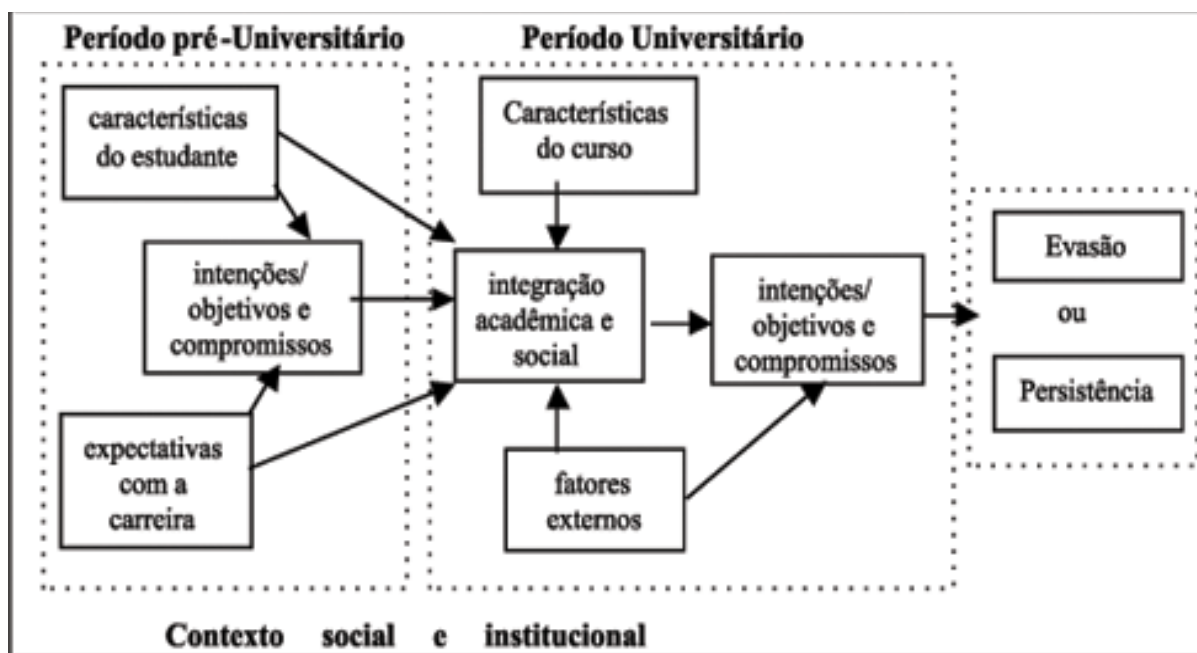 Período pré-Universitário
Período Universitário
características
do estudante
intenções/
objetivos e
compromissos
expectativas
com a
carreira
Características
do curso
integração
acadêmica e
social
fatores
externos
intenções/
objetivos e
compromissos
Evasão
ou
Persistência
Contexto social e institucional